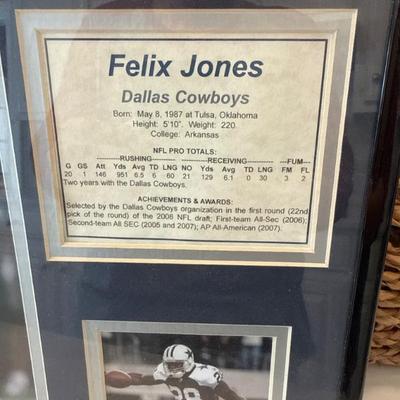 Felix Jones
Dallas Cowboys
Born: May 8, 1987 at Tulsa, Oklahoma
Height: 5'10". Weight: 220.
College: Arkansas
NFL PRO TOTALS:
----------RUSHING---------- ----------RECEIVING---------- ---FUM---
G GS Att Yds Avg TD LNG NO Yds Avg TD LNG FM FL
20 1 146 951 6.5 6 60 21 129 6.1 0 30 3 2
Two years with the Dallas Cowboys.
ACHIEVEMENTS & AWARDS:
Selected by the Dallas Cowboys organization in the first round (22nd
pick of the round) of the 2008 NFL draft; First-team All-Sec (2006);
Second-team All SEC (2005 and 2007); AP All-American (2007).
28